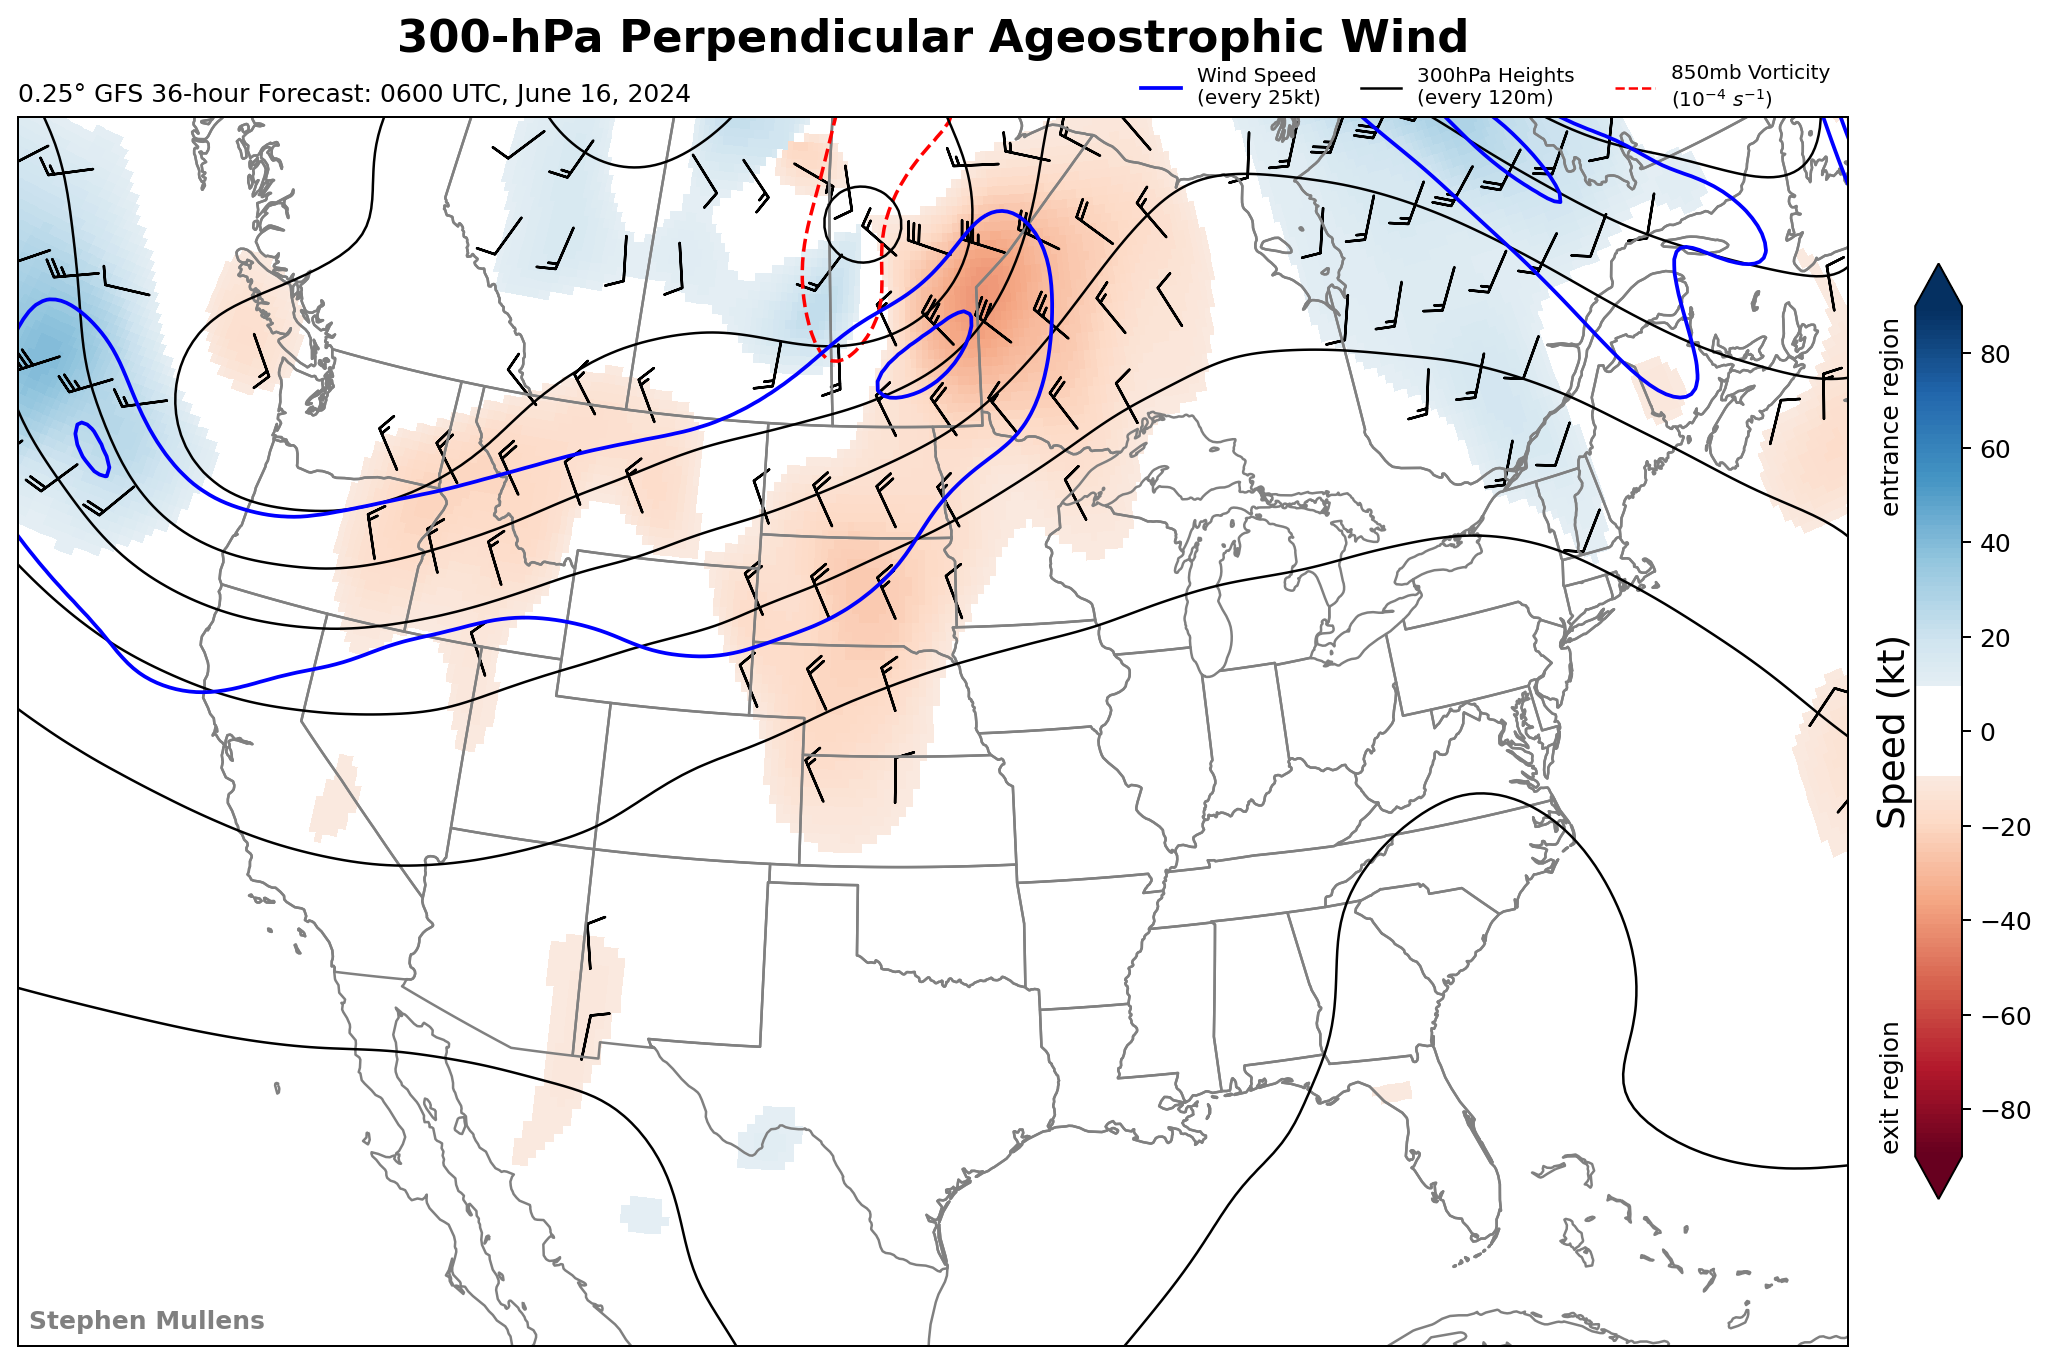 300-hPa Perpendicular Ageostrophic Wind
0.25° GFS 36-hour Forecast: 0600 UTC, June 16, 2024
Wind Speed
(every 25kt)
300hPa Heights
(every 120m)
850mb Vorticity
(10⁻⁴ s⁻¹)
entrance region
Speed (kt)
exit region
80
60
40
20
0
−20
−40
−60
−80
Stephen Mullens